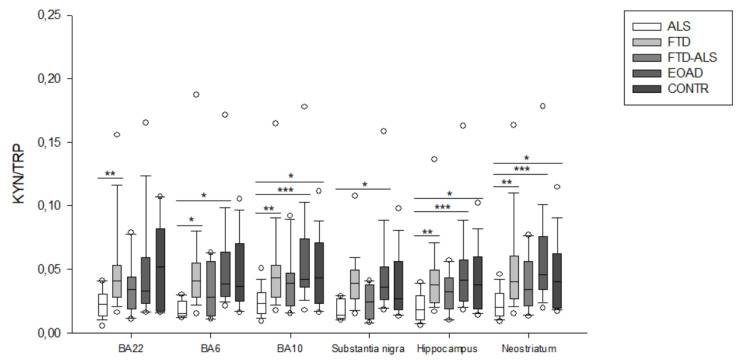 ALS
FTD
FTD-ALS
EOAD
CONTR
0,25
0,20
0,15
0,10
0,05
0,00
KYN/TRP
**
*
*
**
***
*
*
**
***
*
**
***
*
BA22 BA6 BA10 Substantia nigra Hippocampus Neostriatum